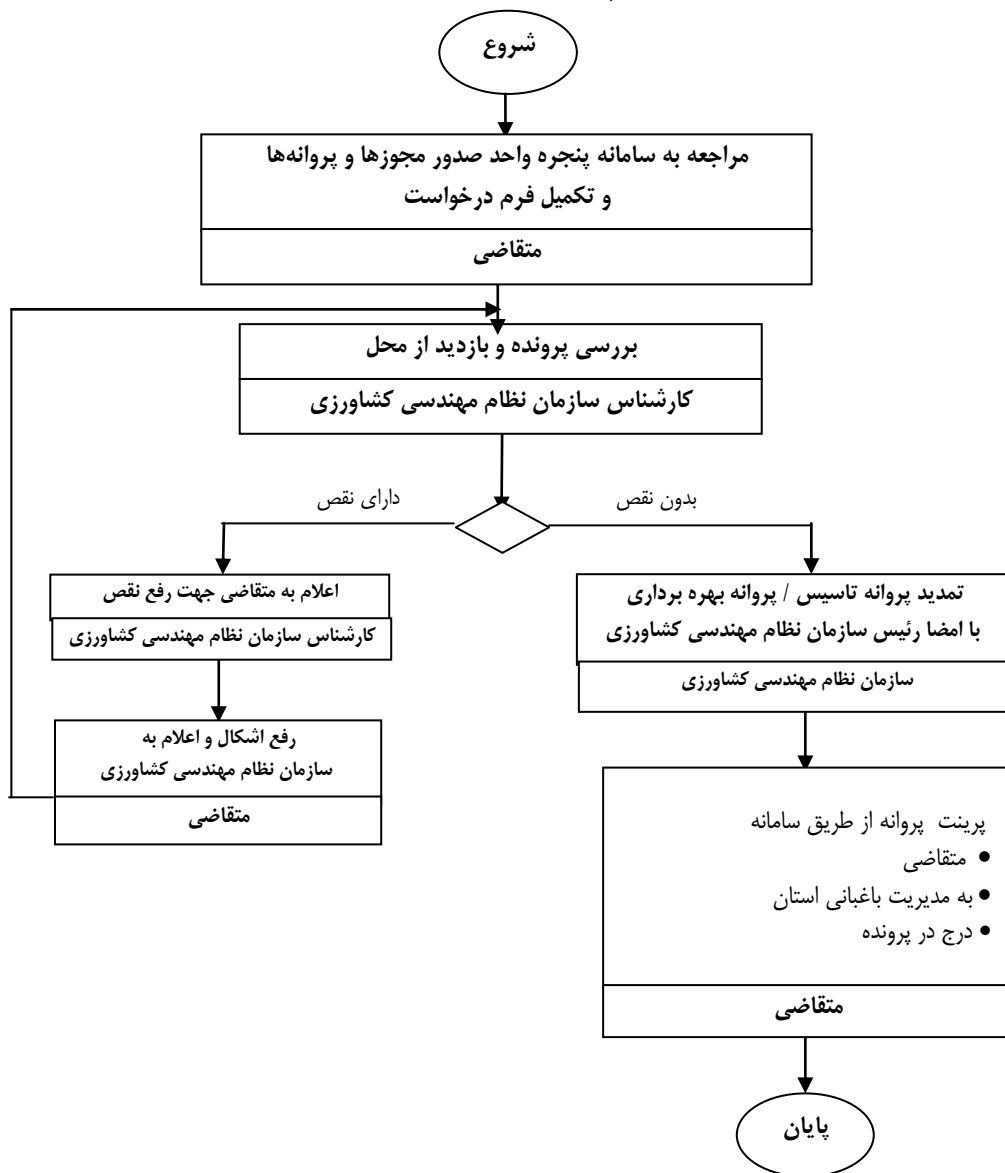 شروع
مراجعه به سامانه پنجره واحد صدور مجوزها و پروانه‌ها
و تکمیل فرم درخواست
متقاضی
بررسی پرونده و بازدید از محل
کارشناس سازمان نظام مهندسی کشاورزی
بدون نقص
دارای نقص
تمدید پروانه تاسیس / پروانه بهره برداری
با امضا رئیس سازمان نظام مهندسی کشاورزی
سازمان نظام مهندسی کشاورزی
اعلام به متقاضی جهت رفع نقص
کارشناس سازمان نظام مهندسی کشاورزی
رفع اشکال و اعلام به
سازمان نظام مهندسی کشاورزی
متقاضی
پرینت پروانه از طریق سامانه
• متقاضی
• به مدیریت باغبانی استان
• درج در پرونده
متقاضی
پایان